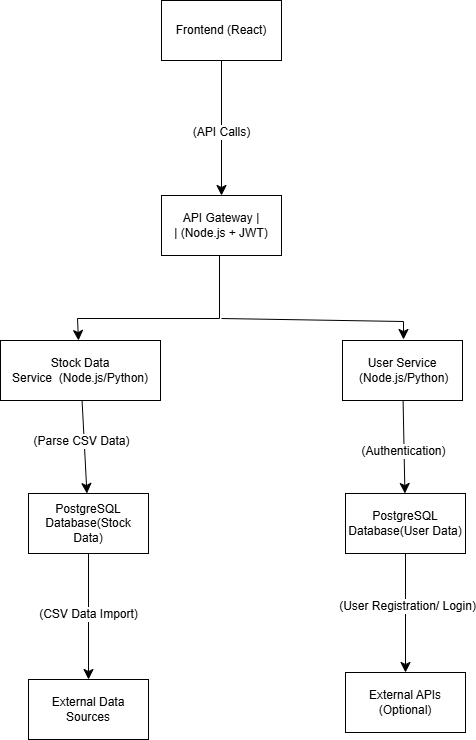 Frontend (React)
(API Calls)
API Gateway |
| (Node.js + JWT)
Stock Data
Service (Node.js/Python)
User Service
(Node.js/Python)
(Parse CSV Data)
(Authentication)
PostgreSQL
Database(Stock
Data)
PostgreSQL
Database(User Data)
(CSV Data Import)
(User Registration/ Login)
External Data
Sources
External APIs
(Optional)